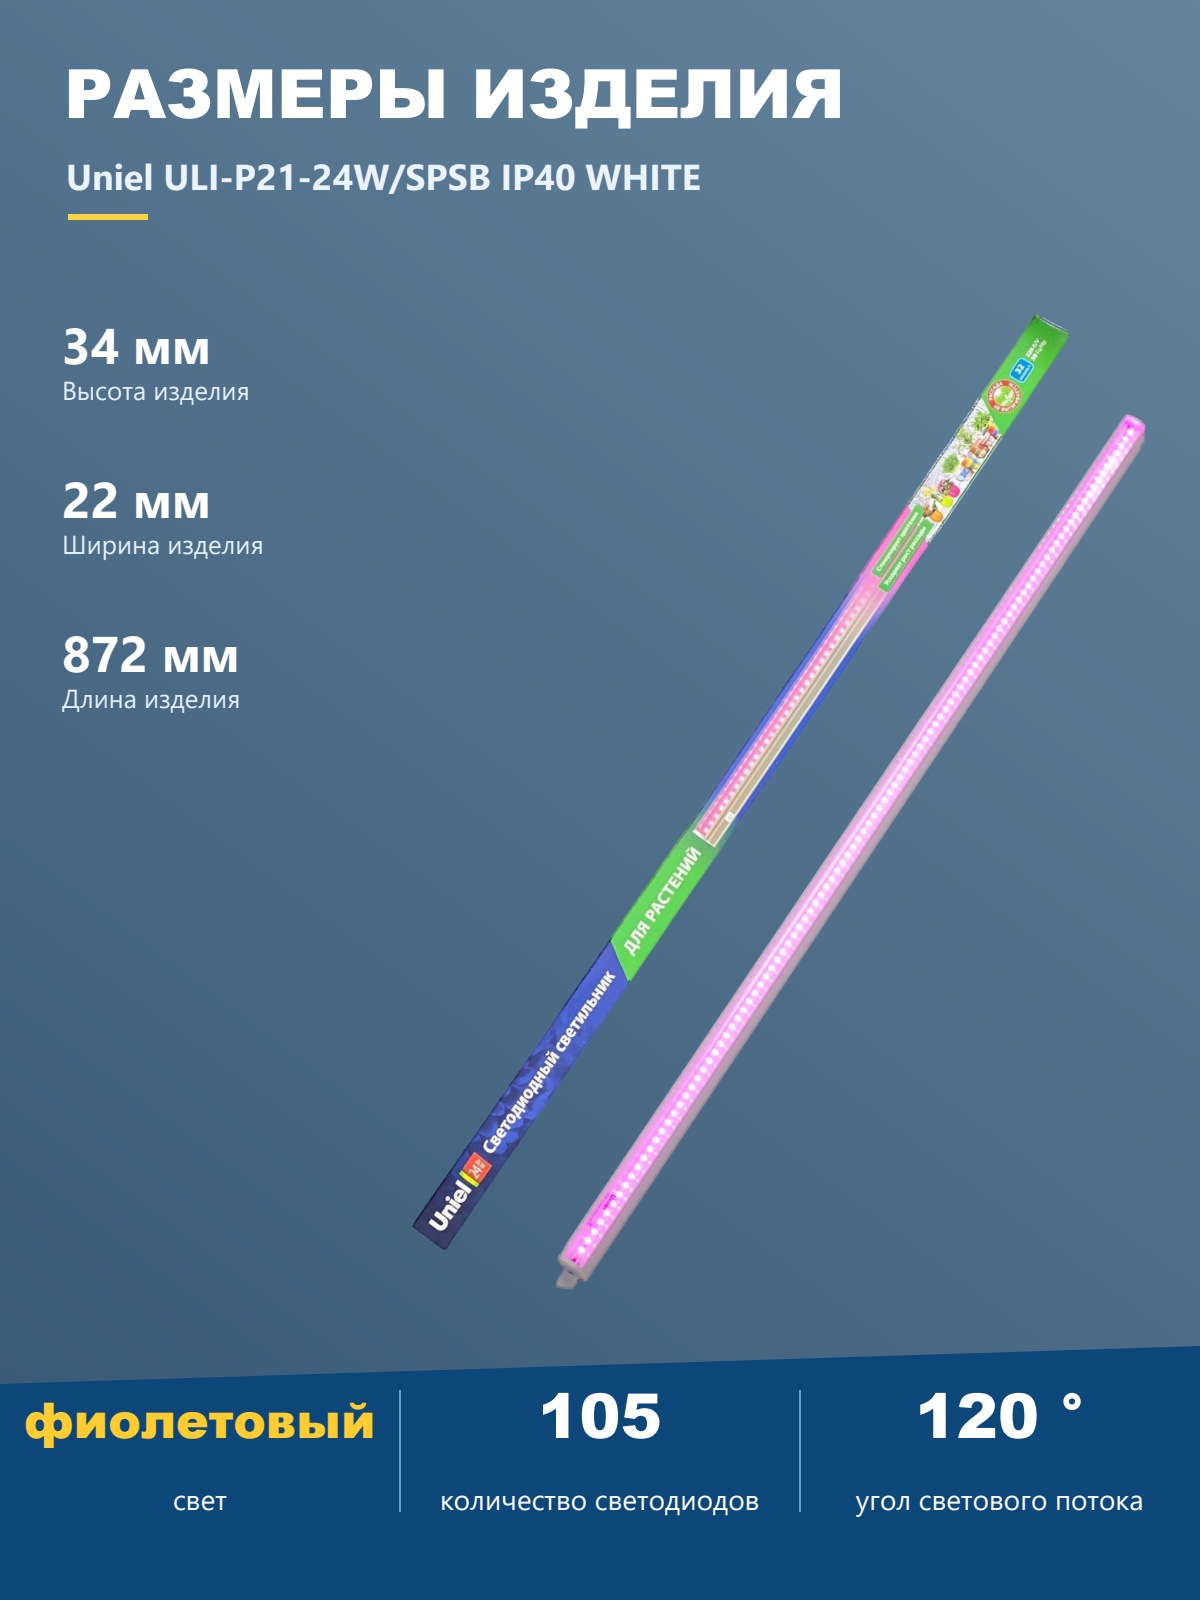 РАЗМЕРЫ ИЗДЕЛИЯ
Uniel ULI-P21-24W/SPSB IP40 WHITE
34 мм
Высота изделия
22 мм
Ширина изделия
872 мм
Длина изделия
Uniel
Светодиодный светильник
ДЛЯ РАСТЕНИЙ
фиолетовый
свет
105
количество светодиодов
120 °
угол светового потока